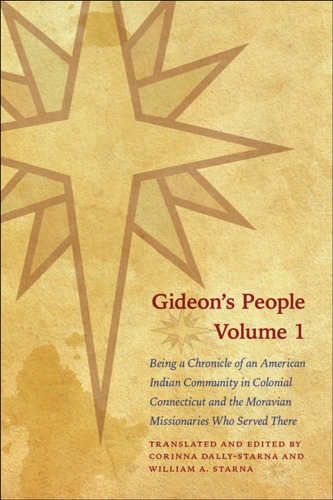 Gideon's People
Volume 1
Being a Chronicle of an American
Indian Community in Colonial
Connecticut and the Moravian
Missionaries Who Served There
TRANSLATED AND EDITED BY
CORINNA DALLY-STARNA AND
WILLIAM A. STARNA